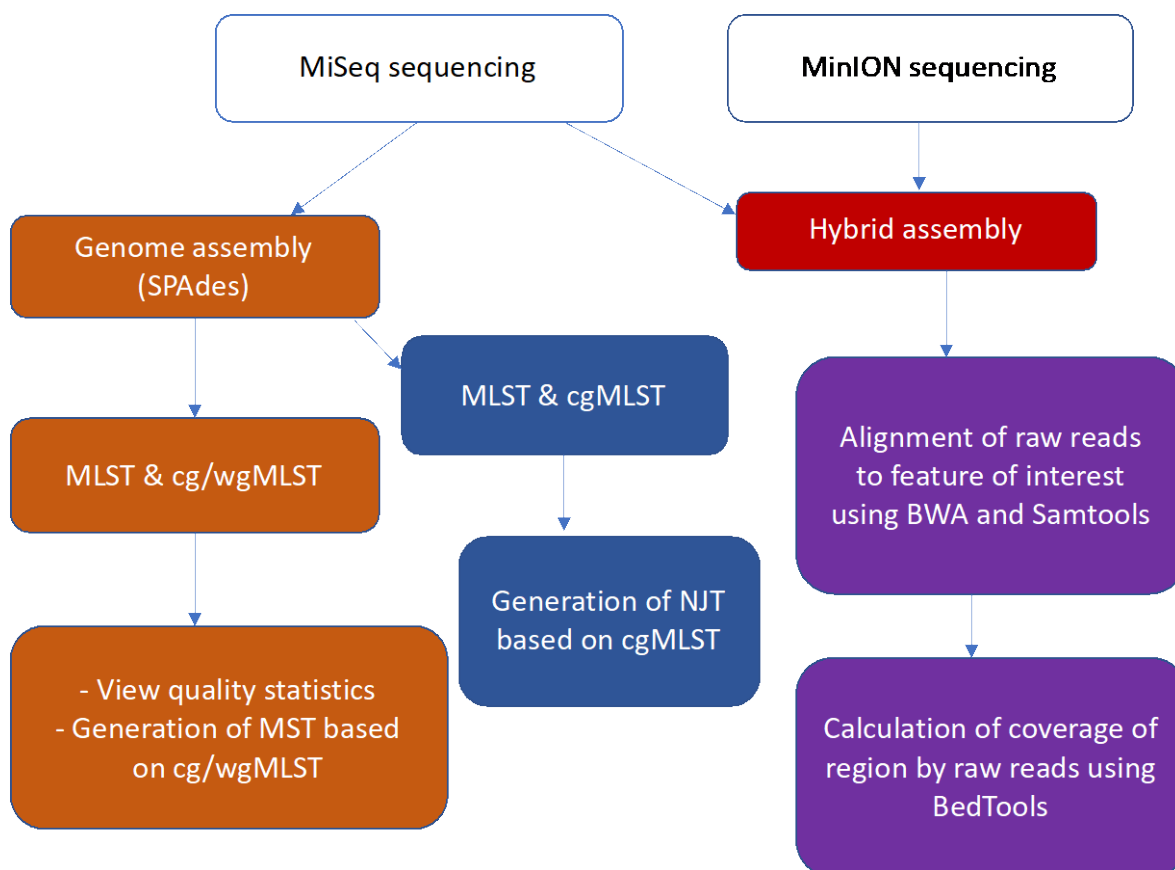 MiSeq sequencing
MinION sequencing
Genome assembly
(SPAdes)
Hybrid assembly
MLST & cg/wgMLST
MLST & cgMLST
Alignment of raw reads
to feature of interest
using BWA and Samtools
- View quality statistics
- Generation of MST based
on cg/wgMLST
Generation of NJT
based on cgMLST
Calculation of coverage of
region by raw reads using
BedTools